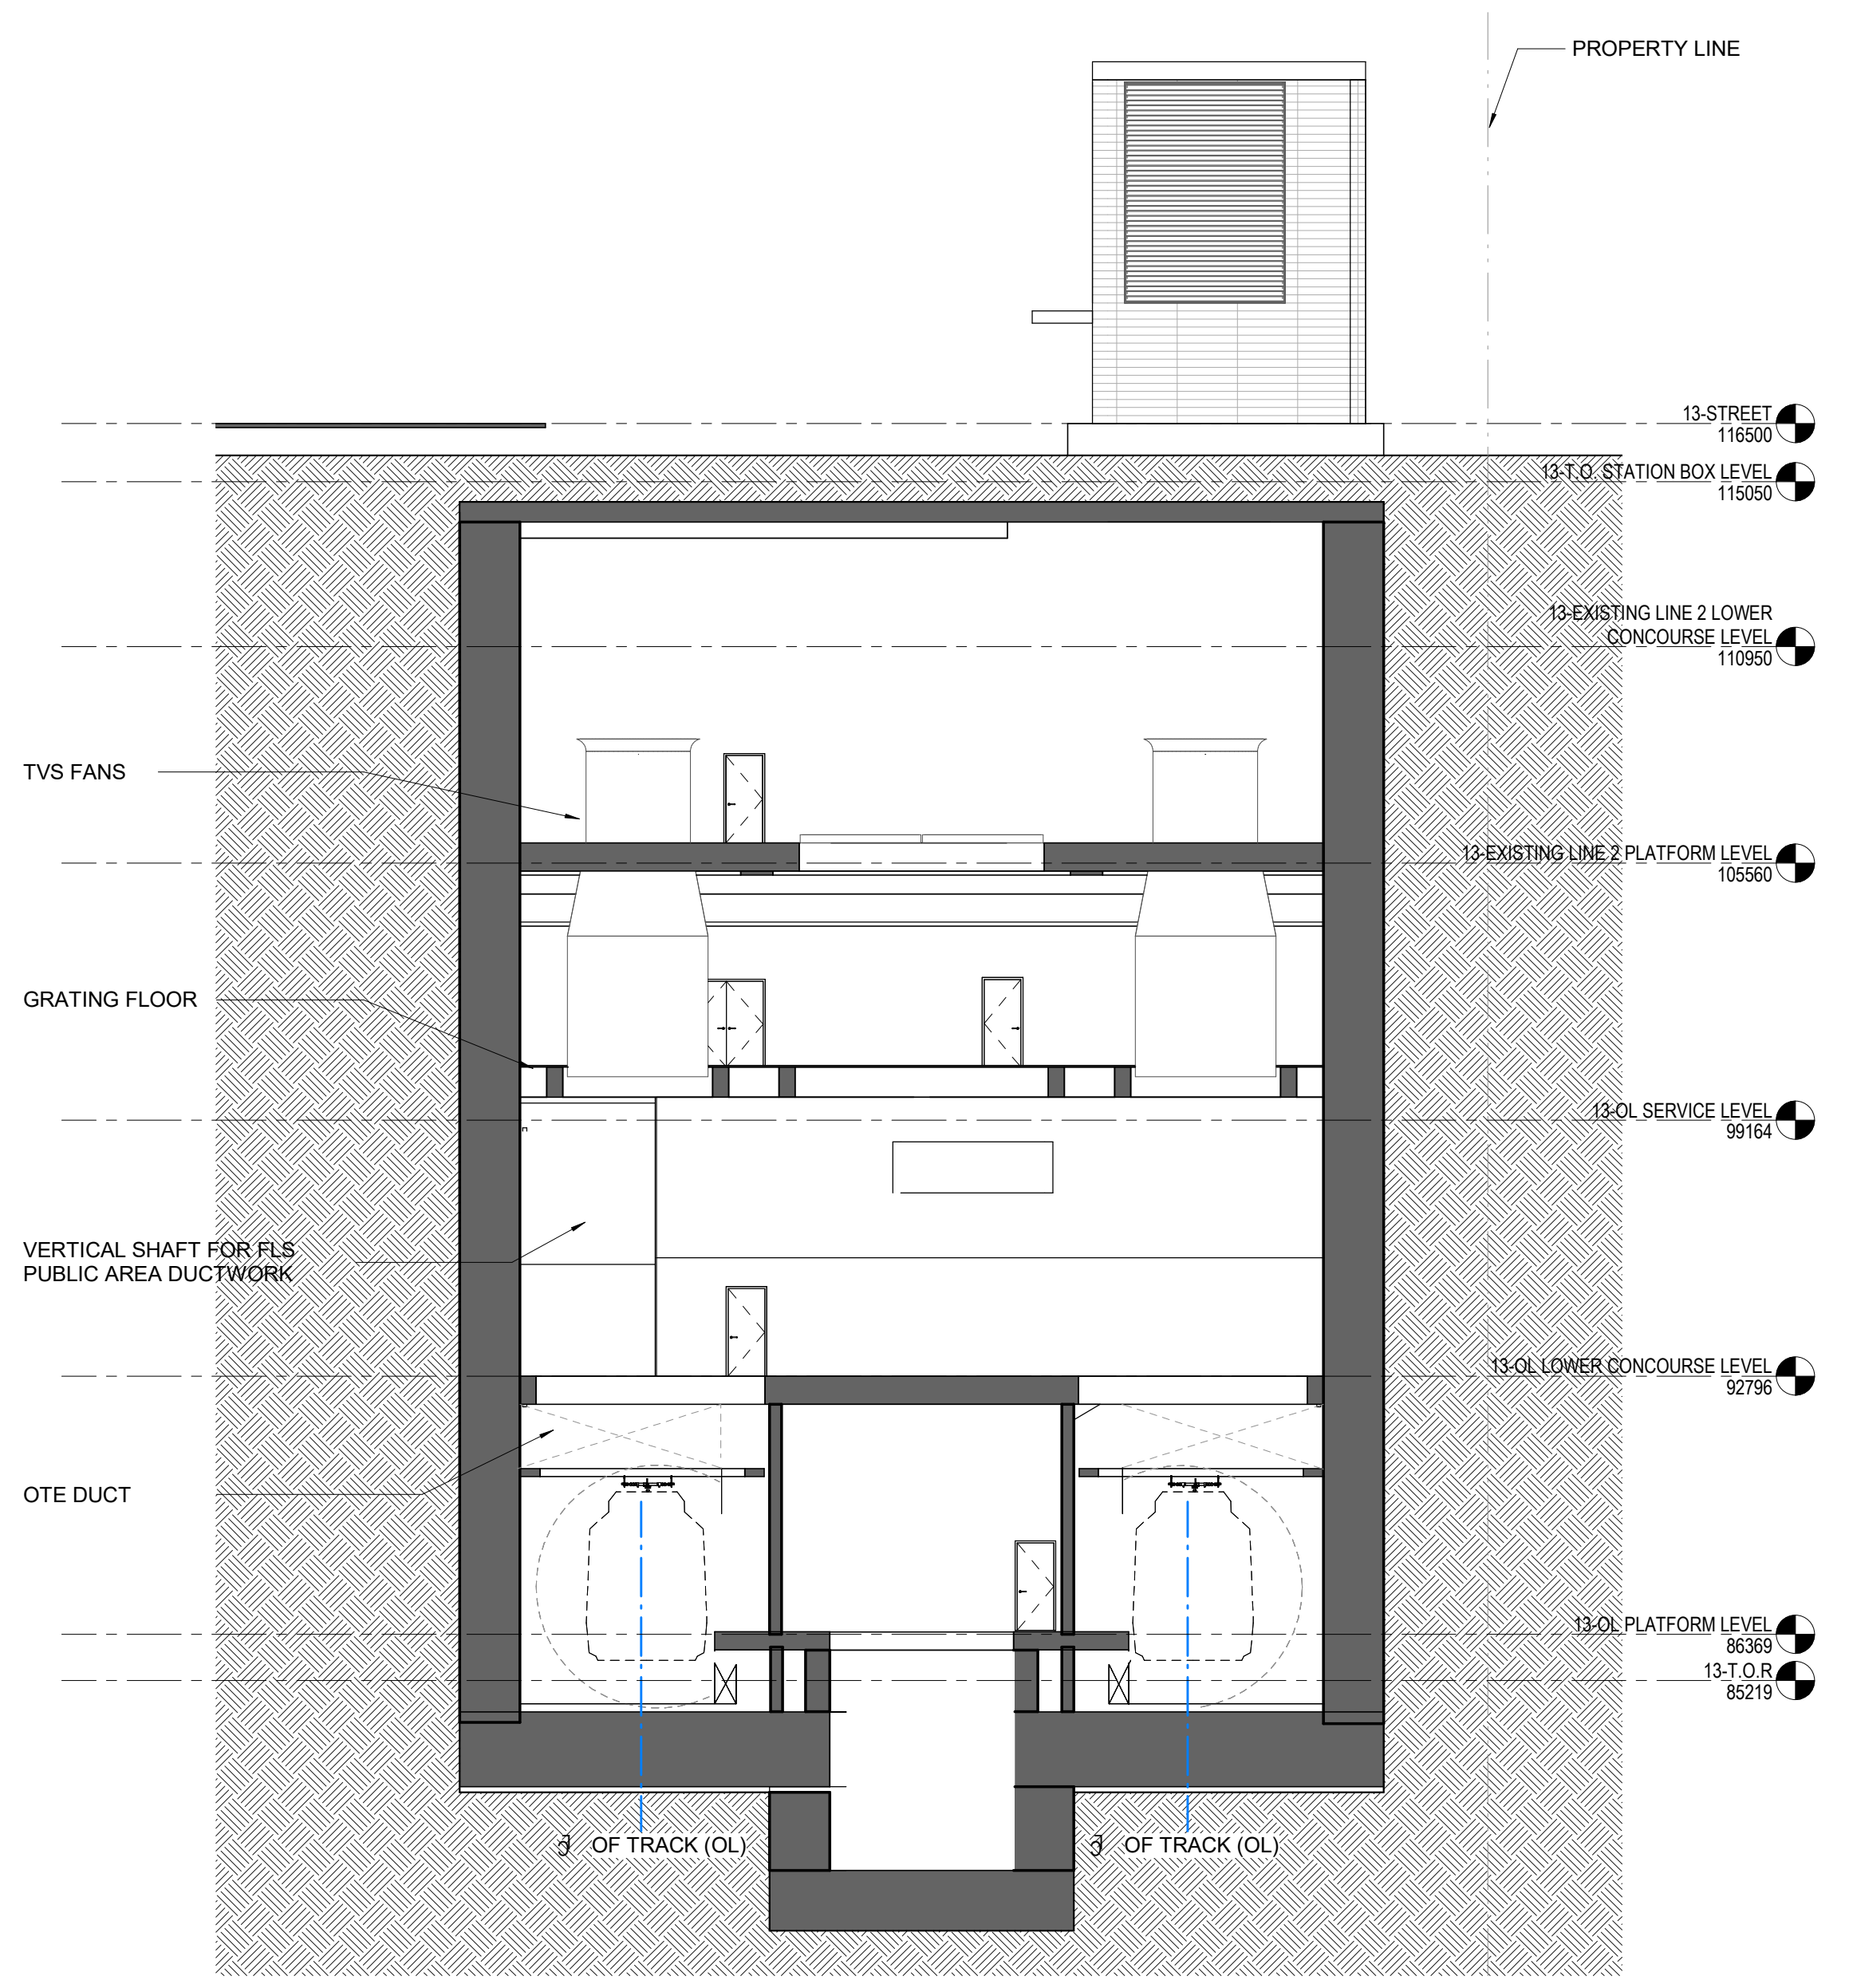 PROPERTY LINE
13-STREET
116500
13-T.O. STATION BOX LEVEL
115050
13-EXISTING LINE 2 LOWER
CONCOURSE LEVEL
110950
TVS FANS
13-EXISTING LINE 2 PLATFORM LEVEL
105560
GRATING FLOOR
13-OL SERVICE LEVEL
99164
VERTICAL SHAFT FOR FLS
PUBLIC AREA DUCTWORK
13-OL LOWER CONCOURSE LEVEL
92796
OTE DUCT
13-OL PLATFORM LEVEL
86369
13-T.O.R
85219
OF TRACK (OL)
OF TRACK (OL)